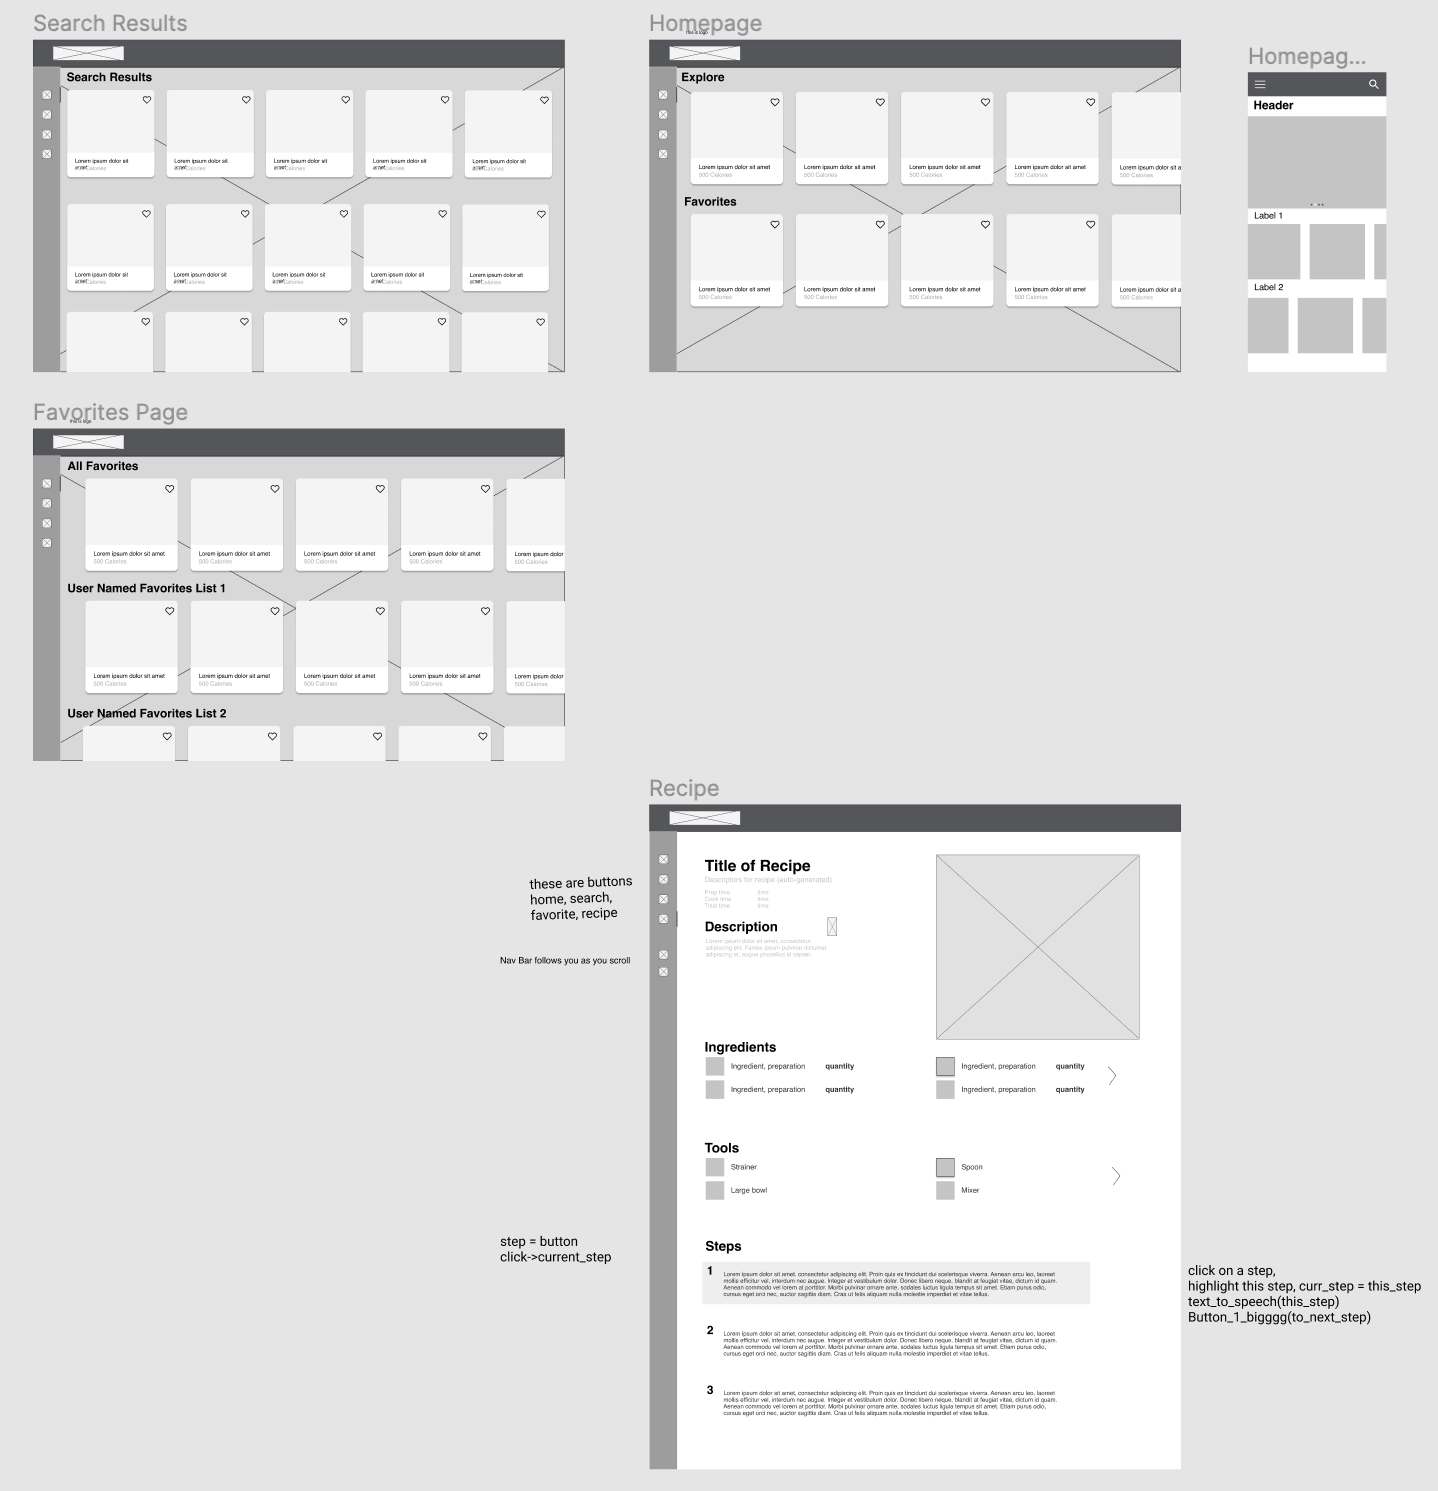 Search Results
Search Results
Lorem ipsum dolor sit
amet
Calories
Lorem ipsum dolor sit
amet
Calories
Lorem ipsum dolor sit
amet
Calories
Lorem ipsum dolor sit
amet
Calories
Lorem ipsum dolor sit
amet
Calories
Lorem ipsum dolor sit
amet
Calories
Lorem ipsum dolor sit
amet
Calories
Lorem ipsum dolor sit
amet
Calories
Lorem ipsum dolor sit
amet
Calories
Lorem ipsum dolor sit
amet
Calories
Homepage
this is logo
Explore
Lorem ipsum dolor sit amet
500 Calories
Lorem ipsum dolor sit amet
500 Calories
Lorem ipsum dolor sit amet
500 Calories
Lorem ipsum dolor sit amet
500 Calories
Lorem ipsum dolor sit a
500 Calories
Favorites
Lorem ipsum dolor sit amet
500 Calories
Lorem ipsum dolor sit amet
500 Calories
Lorem ipsum dolor sit amet
500 Calories
Lorem ipsum dolor sit amet
500 Calories
Lorem ipsum dolor sit a
500 Calories
Homepag...
Header
Label 1
Label 2
Favorites Page
this is logo
All Favorites
Lorem ipsum dolor sit amet
500 Calories
Lorem ipsum dolor sit amet
500 Calories
Lorem ipsum dolor sit amet
500 Calories
Lorem ipsum dolor sit amet
500 Calories
Lorem ipsum dolor
500 Calories
User Named Favorites List 1
Lorem ipsum dolor sit amet
500 Calories
Lorem ipsum dolor sit amet
500 Calories
Lorem ipsum dolor sit amet
500 Calories
Lorem ipsum dolor sit amet
500 Calories
Lorem ipsum dolor
500 Calories
User Named Favorites List 2
Recipe
these are buttons
home, search,
favorite, recipe
Nav Bar follows you as you scroll
Title of Recipe
Descriptors for recipe (auto-generated)
Prep time time
Cook time time
Total time time
Description
Lorem ipsum dolor sit amet, consectetur
adipiscing elit. Fames ipsum pulvinar dictumst
adipiscing et, augue phasellus id sapien.
Ingredients
Ingredient, preparation quantity
Ingredient, preparation quantity
Ingredient, preparation quantity
Ingredient, preparation quantity
Tools
Strainer
Spoon
Large bowl
Mixer
step = button
click->current_step
Steps
1
Lorem ipsum dolor sit amet, consectetur adipiscing elit. Proin quis ex tincidunt dui scelerisque viverra. Aenean arcu leo, laoreet
mollis efficitur vel, interdum nec augue. Integer et vestibulum dolor. Donec libero neque, blandit at feugiat vitae, dictum id quam.
Aenean commodo vel lorem at porttitor. Morbi pulvinar ornare ante, sodales luctus ligula tempus sit amet. Etiam purus odio,
cursus eget orci nec, auctor sagittis diam. Cras ut felis aliquam nulla molestie imperdiet et vitae tellus.
2
Lorem ipsum dolor sit amet, consectetur adipiscing elit. Proin quis ex tincidunt dui scelerisque viverra. Aenean arcu leo, laoreet
mollis efficitur vel, interdum nec augue. Integer et vestibulum dolor. Donec libero neque, blandit at feugiat vitae, dictum id quam.
Aenean commodo vel lorem at porttitor. Morbi pulvinar ornare ante, sodales luctus ligula tempus sit amet. Etiam purus odio,
cursus eget orci nec, auctor sagittis diam. Cras ut felis aliquam nulla molestie imperdiet et vitae tellus.
3
Lorem ipsum dolor sit amet, consectetur adipiscing elit. Proin quis ex tincidunt dui scelerisque viverra. Aenean arcu leo, laoreet
mollis efficitur vel, interdum nec augue. Integer et vestibulum dolor. Donec libero neque, blandit at feugiat vitae, dictum id quam.
Aenean commodo vel lorem at porttitor. Morbi pulvinar ornare ante, sodales luctus ligula tempus sit amet. Etiam purus odio,
cursus eget orci nec, auctor sagittis diam. Cras ut felis aliquam nulla molestie imperdiet et vitae tellus.
click on a step,
highlight this step, curr_step = this_step
text_to_speech(this_step)
Button_1_bigggg(to_next_step)